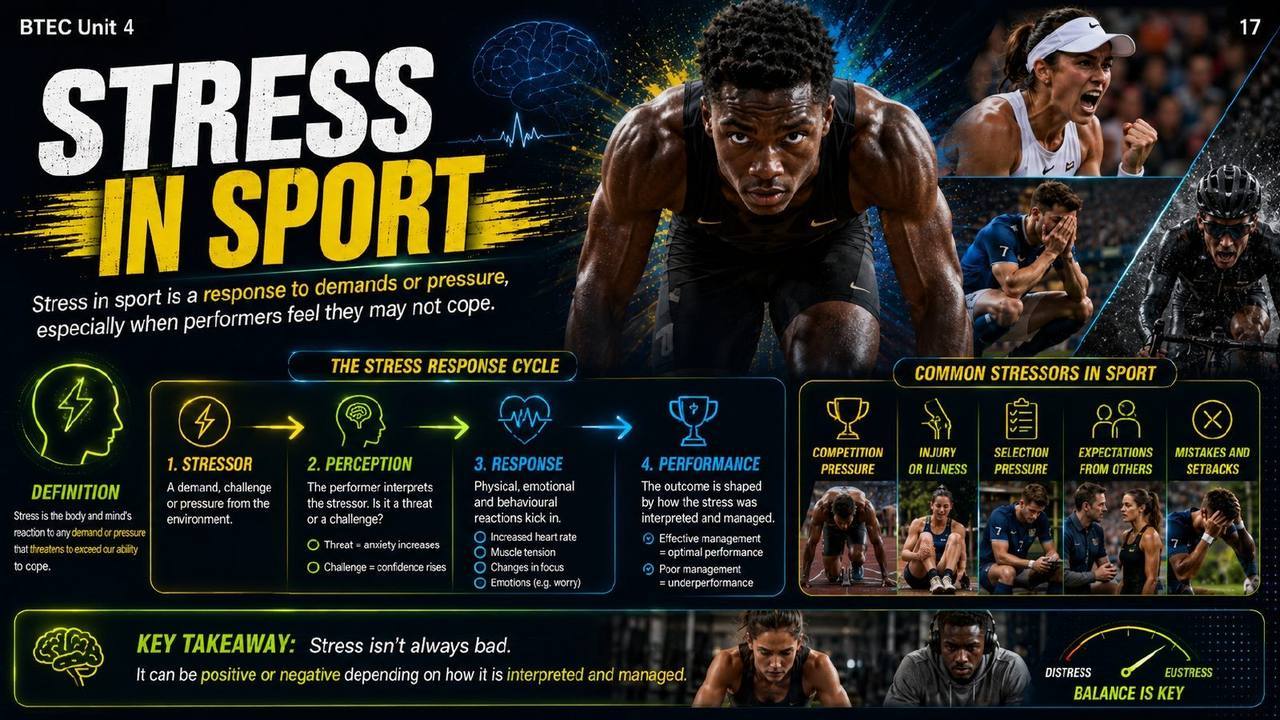 BTEC Unit 4
17
STRESS
IN SPORT
Stress in sport is a response to demands or pressure,
especially when performers feel they may not cope.
7
DEFINITION
Stress is the body and mind's
reaction to any demand or pressure
that threatens to exceed our ability
to cope.
THE STRESS RESPONSE CYCLE
1. STRESSOR
A demand, challenge
or pressure from the
environment.
2. PERCEPTION
The performer interprets
the stressor. Is it a threat
or a challenge?
Threat = anxiety increases
Challenge = confidence rises
3. RESPONSE
Physical, emotional
and behavioural
reactions kick in.
Increased heart rate
Muscle tension
Changes in focus
Emotions (e.g. worry)
4. PERFORMANCE
The outcome is shaped
by how the stress was
interpreted and managed.
Effective management
= optimal performance
Poor management
= underperformance
COMMON STRESSORS IN SPORT
COMPETITION
PRESSURE
INJURY
OR ILLNESS
SELECTION
PRESSURE
EXPECTATIONS
FROM OTHERS
MISTAKES AND
SETBACKS
7
7
KEY TAKEAWAY: Stress isn't always bad.
It can be positive or negative depending on how it is interpreted and managed.
DISTRESS
EUSTRESS
BALANCE IS KEY